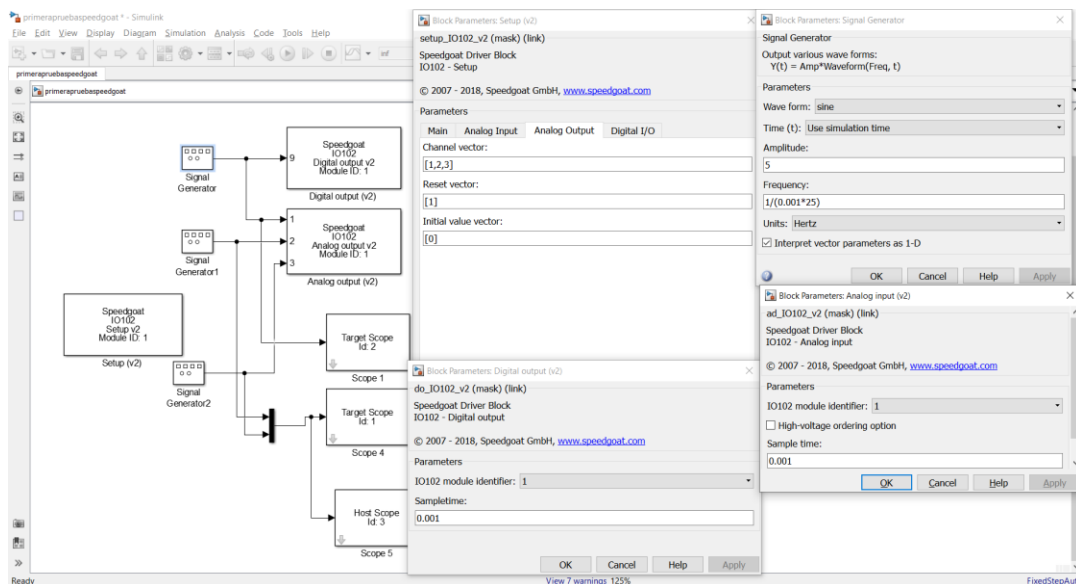 primerapruebaspeedgoat * - Simulink
File Edit View Display Diagram Simulation Analysis Code Tools Help
inf
primerapruebaspeedgoat
primerapruebaspeedgoat
Signal
Generator
9
Speedgoat
IO102
Digital output v2
Module ID: 1
Digital output (v2)
1
2
3
Speedgoat
IO102
Analog output v2
Module ID: 1
Analog output (v2)
Signal
Generator1
Speedgoat
IO102
Setup v2
Module ID: 1
Setup (v2)
Signal
Generator2
Target Scope
Id: 2
Scope 1
Target Scope
Id: 1
Scope 4
Host Scope
Id: 3
Scope 5
Ready
View 7 warnings 125%
FixedStepAut
Block Parameters: Setup (v2)
setup_IO102_v2 (mask) (link)
Speedgoat Driver Block
IO102 - Setup
© 2007 - 2018, Speedgoat GmbH, www.speedgoat.com
Parameters
Main Analog Input Analog Output Digital I/O
Channel vector:
[1,2,3]
Reset vector:
[1]
Initial value vector:
[0]
Block Parameters: Signal Generator
Signal Generator
Output various wave forms:
Y(t) = Amp*Waveform(Freq, t)
Parameters
Wave form: sine
Time (t): Use simulation time
Amplitude:
5
Frequency:
1/(0.001*25)
Units: Hertz
Interpret vector parameters as 1-D
OK Cancel Help Apply
Block Parameters: Digital output (v2)
do_IO102_v2 (mask) (link)
Speedgoat Driver Block
IO102 - Digital output
© 2007 - 2018, Speedgoat GmbH, www.speedgoat.com
Parameters
IO102 module identifier: 1
Sampletime:
0.001
OK Cancel Help Apply
Block Parameters: Analog input (v2)
ad_IO102_v2 (mask) (link)
Speedgoat Driver Block
IO102 - Analog input
© 2007 - 2018, Speedgoat GmbH, www.speedgoat.com
Parameters
IO102 module identifier: 1
High-voltage ordering option
Sample time:
0.001
OK Cancel Help Apply